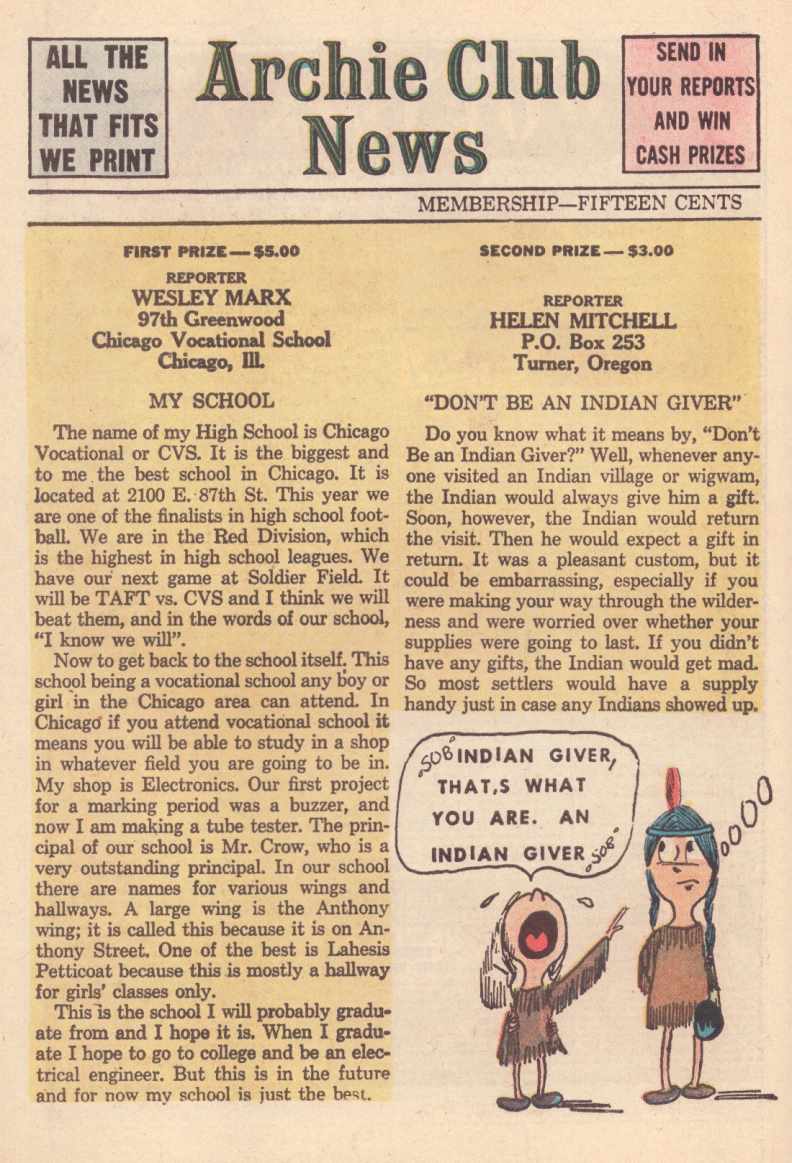 ALL THE
NEWS
THAT FITS
WE PRINT
Archie Club
News
SEND IN
YOUR REPORTS
AND WIN
CASH PRIZES
MEMBERSHIP—FIFTEEN CENTS
FIRST PRIZE — $5.00
REPORTER
WESLEY MARX
97th Greenwood
Chicago Vocational School
Chicago, Ill.
MY SCHOOL
The name of my High School is Chicago
Vocational or CVS. It is the biggest and
to me the best school in Chicago. It is
located at 2100 E. 87th St. This year we
are one of the finalists in high school foot-
ball. We are in the Red Division, which
is the highest in high school leagues. We
have our next game at Soldier Field. It
will be TAFT vs. CVS and I think we will
beat them, and in the words of our school,
“I know we will”.
Now to get back to the school itself. This
school being a vocational school any boy or
girl in the Chicago area can attend. In
Chicago if you attend vocational school it
means you will be able to study in a shop
in whatever field you are going to be in.
My shop is Electronics. Our first project
for a marking period was a buzzer, and
now I am making a tube tester. The prin-
cipal of our school is Mr. Crow, who is a
very outstanding principal. In our school
there are names for various wings and
hallways. A large wing is the Anthony
wing; it is called this because it is on An-
thony Street. One of the best is Lahesis
Petticoat because this is mostly a hallway
for girls’ classes only.
This is the school I will probably gradu-
ate from and I hope it is. When I gradu-
ate I hope to go to college and be an elec-
trical engineer. But this is in the future
and for now my school is just the best.
SECOND PRIZE — $3.00
REPORTER
HELEN MITCHELL
P.O. Box 253
Turner, Oregon
“DON’T BE AN INDIAN GIVER”
Do you know what it means by, “Don’t
Be an Indian Giver?” Well, whenever any-
one visited an Indian village or wigwam,
the Indian would always give him a gift.
Soon, however, the Indian would return
the visit. Then he would expect a gift in
return. It was a pleasant custom, but it
could be embarrassing, especially if you
were making your way through the wilder-
ness and were worried over whether your
supplies were going to last. If you didn’t
have any gifts, the Indian would get mad.
So most settlers would have a supply
handy just in case any Indians showed up.
SOB INDIAN GIVER,
THAT,S WHAT
YOU ARE. AN
INDIAN GIVER SOB